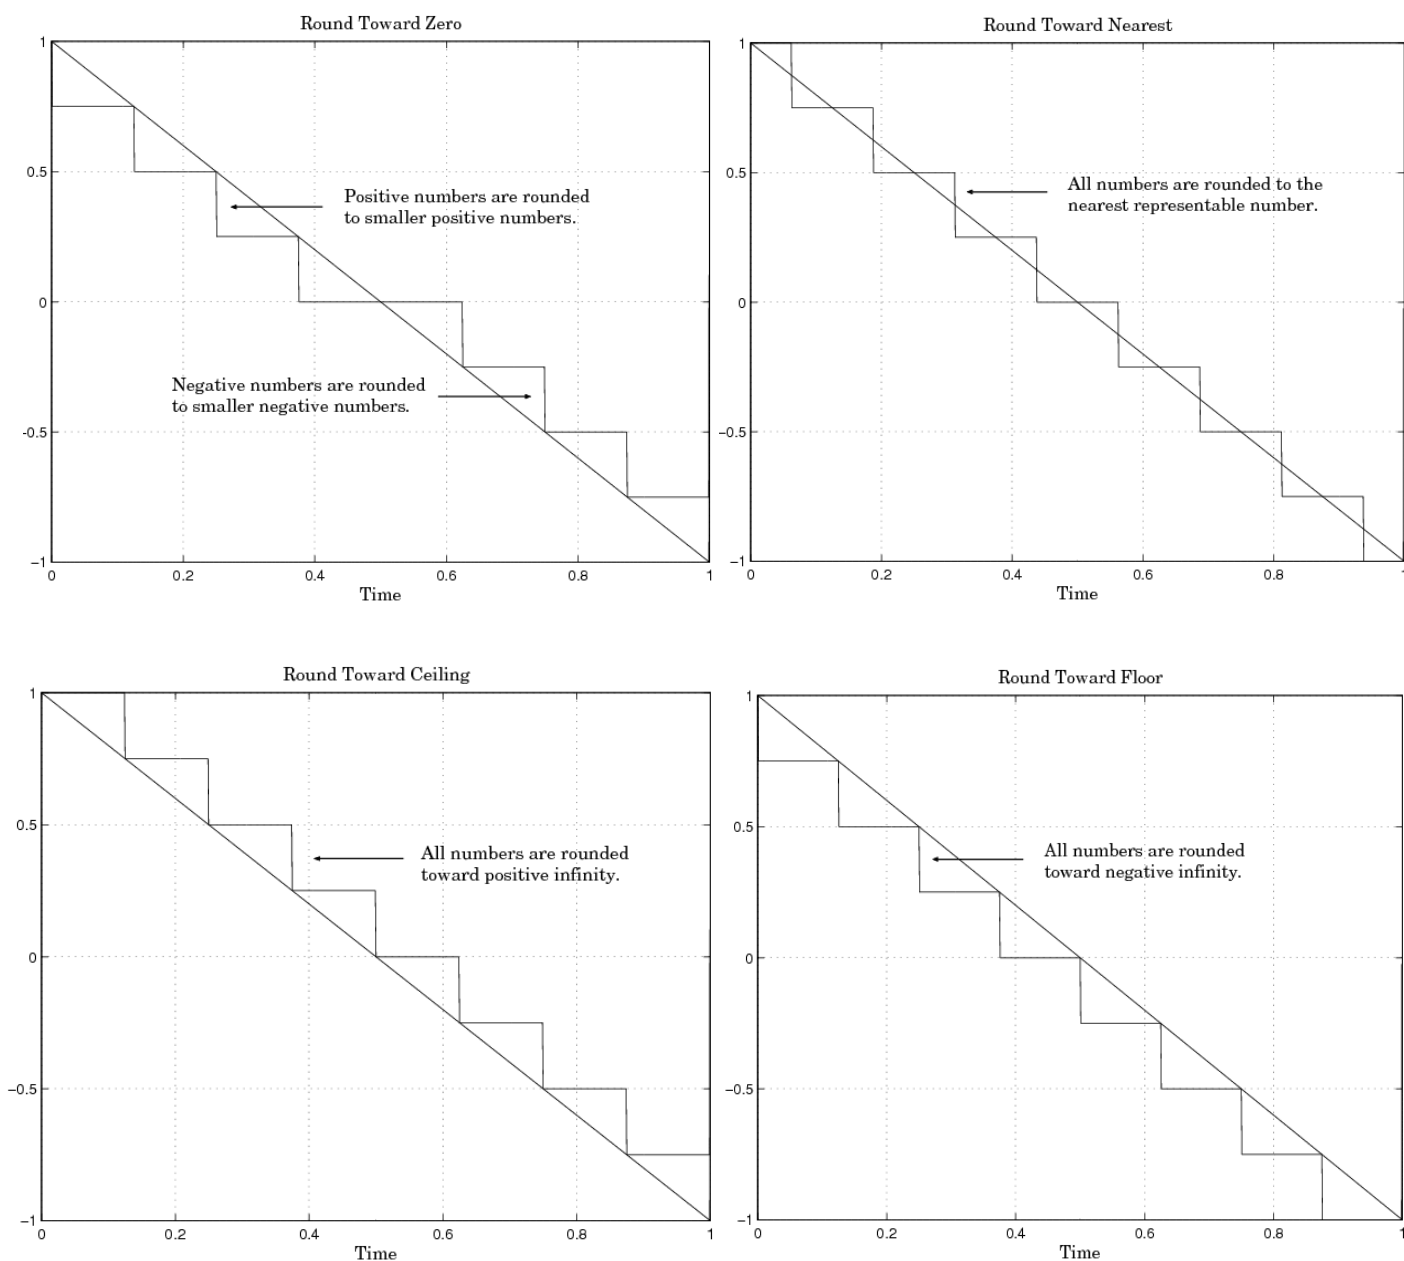 Round Toward Zero
1
0.5
0
-0.5
−1
0
0.2
0.4
0.6
0.8
1
Time
Positive numbers are rounded
to smaller positive numbers.
Negative numbers are rounded
to smaller negative numbers.
Round Toward Nearest
1
0.5
0
−0.5
−1
0
0.2
0.4
0.6
0.8
1
Time
All numbers are rounded to the
nearest representable number.
Round Toward Ceiling
1
0.5
0
−0.5
−1
0
0.2
0.4
0.6
0.8
1
Time
All numbers are rounded
toward positive infinity.
Round Toward Floor
1
0.5
0
−0.5
−1
0
0.2
0.4
0.6
0.8
1
Time
All numbers are rounded
toward negative infinity.